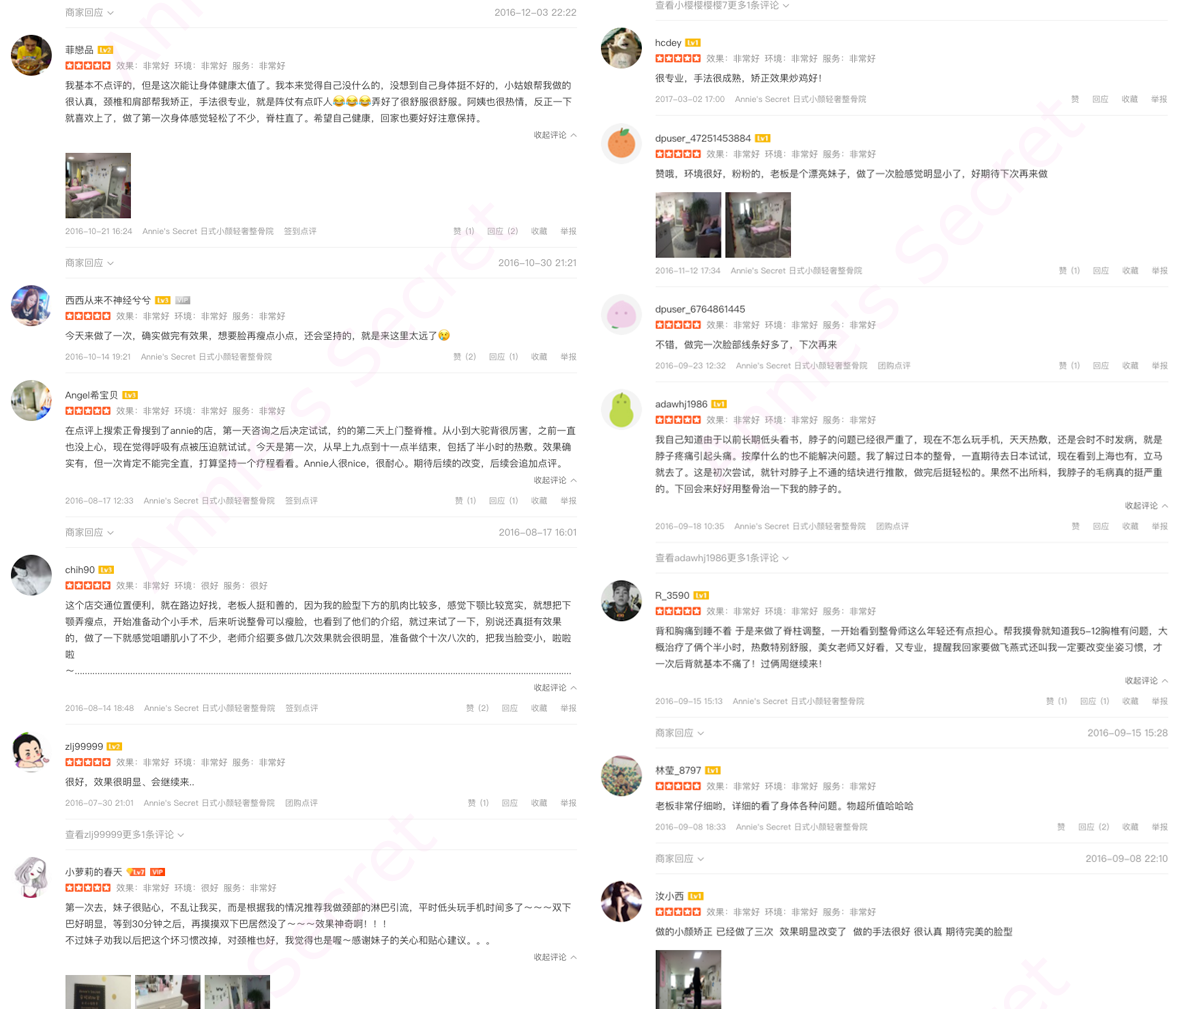 商家回应
2016-12-03 22:22
菲戀品 Lv2
效果：非常好 环境：非常好 服务：非常好
我基本不点评的，但是这次能让身体健康太值了。我本来觉得自己没什么的，没想到自己身体挺不好的，小姑娘帮我做的
很认真，颈椎和肩部帮我矫正，手法很专业，就是阵仗有点吓人😂😂😂弄好了很舒服很舒服。阿姨也很热情，反正一下
就喜欢上了，做了第一次身体感觉轻松了不少，脊柱直了。希望自己健康，回家也要好好注意保持。
收起评论
2016-10-21 16:24 Annie's Secret 日式小颜轻奢整骨院 签到点评 赞 (1) 回应 (2) 收藏 举报
商家回应
2016-10-30 21:21
西西从来不神经兮兮 Lv1 VIP
效果：非常好 环境：非常好 服务：非常好
今天来做了一次，确实做完有效果，想要脸再瘦点小点，还会坚持的，就是来这里太远了😢
2016-10-14 19:21 Annie's Secret 日式小颜轻奢整骨院 赞 (2) 回应 (1) 收藏 举报
Angel希宝贝 Lv3
效果：非常好 环境：非常好 服务：非常好
在点评上搜索正骨搜到了annie的店，第一天咨询之后决定试试，约的第二天上门整脊椎。从小到大驼背很厉害，之前一直
也没上心，现在觉得呼吸有点被压迫就试试。今天是第一次，从早上九点到十一点半结束，包括了半小时的热敷。效果确
实有，但一次肯定不能完全直，打算坚持一个疗程看看。Annie人很nice，很耐心。期待后续的改变，后续会追加点评。
收起评论
2016-08-17 12:33 Annie's Secret 日式小颜轻奢整骨院 签到点评 赞 (1) 回应 (1) 收藏 举报
商家回应
2016-08-17 16:01
chih90 Lv1
效果：非常好 环境：很好 服务：很好
这个店交通位置便利，就在路边好找，老板人挺和善的，因为我的脸型下方的肌肉比较多，感觉下颚比较宽实，就想把下
颚弄瘦点，开始准备动个小手术，后来听说整骨可以瘦脸，也看到了他们的介绍，就过来试了一下，别说还真挺有效果
的，做了一下就感觉咀嚼肌小了不少，老师介绍要多做几次效果就会很明显，准备做个十次八次的，把我当脸变小，啦啦
啦
～......................................................................................................................................................
收起评论
2016-08-14 18:48 Annie's Secret 日式小颜轻奢整骨院 签到点评 赞 (2) 回应 收藏 举报
zlj99999 Lv2
效果：非常好 环境：非常好 服务：非常好
很好，效果很明显、会继续来..
2016-07-30 21:01 Annie's Secret 日式小颜轻奢整骨院 团购点评 赞 (1) 回应 收藏 举报
查看zlj99999更多1条评论
小萝莉的春天 Lv7 VIP
效果：非常好 环境：很好 服务：非常好
第一次去，妹子很贴心，不乱让我买，而是根据我的情况推荐我做颈部的淋巴引流，平时低头玩手机时间多了～～～双下
巴好明显，等到30分钟之后，再摸摸双下巴居然没了～～～效果神奇啊！！！
不过妹子劝我以后把这个坏习惯改掉，对颈椎也好，我觉得也是喔～感谢妹子的关心和贴心建议。。。
收起评论
查看小樱樱樱樱7更多1条评论
hcdey Lv1
效果：非常好 环境：非常好 服务：非常好
很专业，手法很成熟，矫正效果炒鸡好！
2017-03-02 17:00 Annie's Secret 日式小颜轻奢整骨院 赞 回应 收藏 举报
dpuser_47251453884 Lv1
效果：非常好 环境：非常好 服务：非常好
赞哦，环境很好，粉粉的，老板是个漂亮妹子，做了一次脸感觉明显小了，好期待下次再来做
2016-11-12 17:34 Annie's Secret 日式小颜轻奢整骨院 赞 (1) 回应 收藏 举报
dpuser_6764861445
效果：非常好 环境：非常好 服务：非常好
不错，做完一次脸部线条好多了，下次再来
2016-09-23 12:32 Annie's Secret 日式小颜轻奢整骨院 团购点评 赞 (1) 回应 收藏 举报
adawhj1986 Lv1
效果：非常好 环境：非常好 服务：非常好
我自己知道由于以前长期低头看书，脖子的问题已经很严重了，现在不怎么玩手机，天天热敷，还是会时不时发病，就是
脖子疼痛引起头痛。按摩什么的也不能解决问题。我了解过日本的整骨，一直期待去日本试试，现在看到上海也有，立马
就去了。这是初次尝试，就针对脖子上不通的结块进行推散，做完后挺轻松的。果然不出所料，我脖子的毛病真的挺严重
的。下回会来好好用整骨治一下我的脖子的。
收起评论
2016-09-18 10:35 Annie's Secret 日式小颜轻奢整骨院 团购点评 赞 回应 收藏 举报
查看adawhj1986更多1条评论
R_3590 Lv1
效果：非常好 环境：非常好 服务：非常好
背和胸痛到睡不着 于是来做了脊柱调整，一开始看到整骨师这么年轻还有点担心。帮我摸骨就知道我5-12胸椎有问题，大
概治疗了俩个半小时，热敷特别舒服，美女老师又好看，又专业，提醒我回家要做飞燕式还叫我一定要改变坐姿习惯，才
一次后背就基本不痛了！过俩周继续来！
收起评论
2016-09-15 15:13 Annie's Secret 日式小颜轻奢整骨院 赞 (1) 回应 (1) 收藏 举报
商家回应
2016-09-15 15:28
林莹_8797 Lv1
效果：非常好 环境：非常好 服务：非常好
老板非常仔细哟，详细的看了身体各种问题。物超所值哈哈哈
2016-09-08 18:33 Annie's Secret 日式小颜轻奢整骨院 赞 回应 (2) 收藏 举报
商家回应
2016-09-08 22:10
汝小西 Lv1
效果：非常好 环境：非常好 服务：非常好
做的小颜矫正 已经做了三次 效果明显改变了 做的手法很好 很认真 期待完美的脸型
Annie's Secret
Annie's Secret
Secret